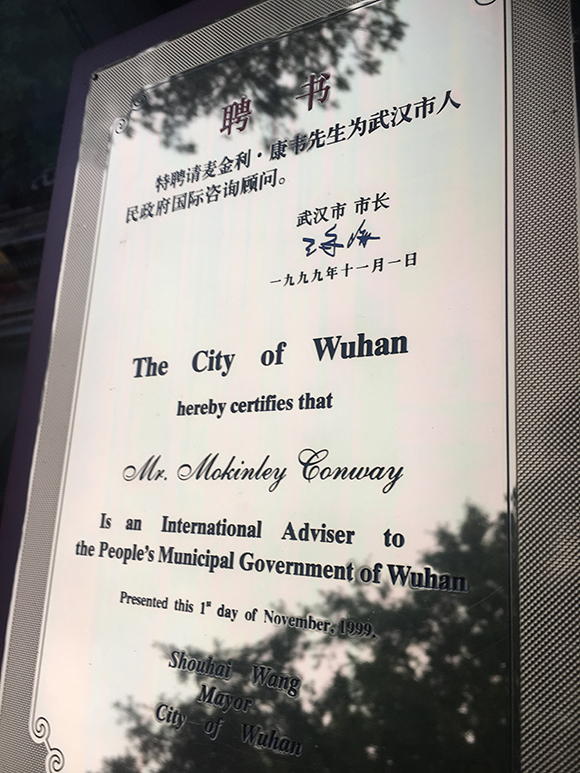 聘 书
特聘请麦金利·康韦先生为武汉市人
民政府国际咨询顾问。
武汉市 市长
一九九九年十一月一日
The City of Wuhan
hereby certifies that
Mr. Mokinley Conway
Is an International Adviser to
the People's Municipal Government of Wuhan
Presented this 1st day of November, 1999.
Shouhai Wang
Mayor
City of Wuhan